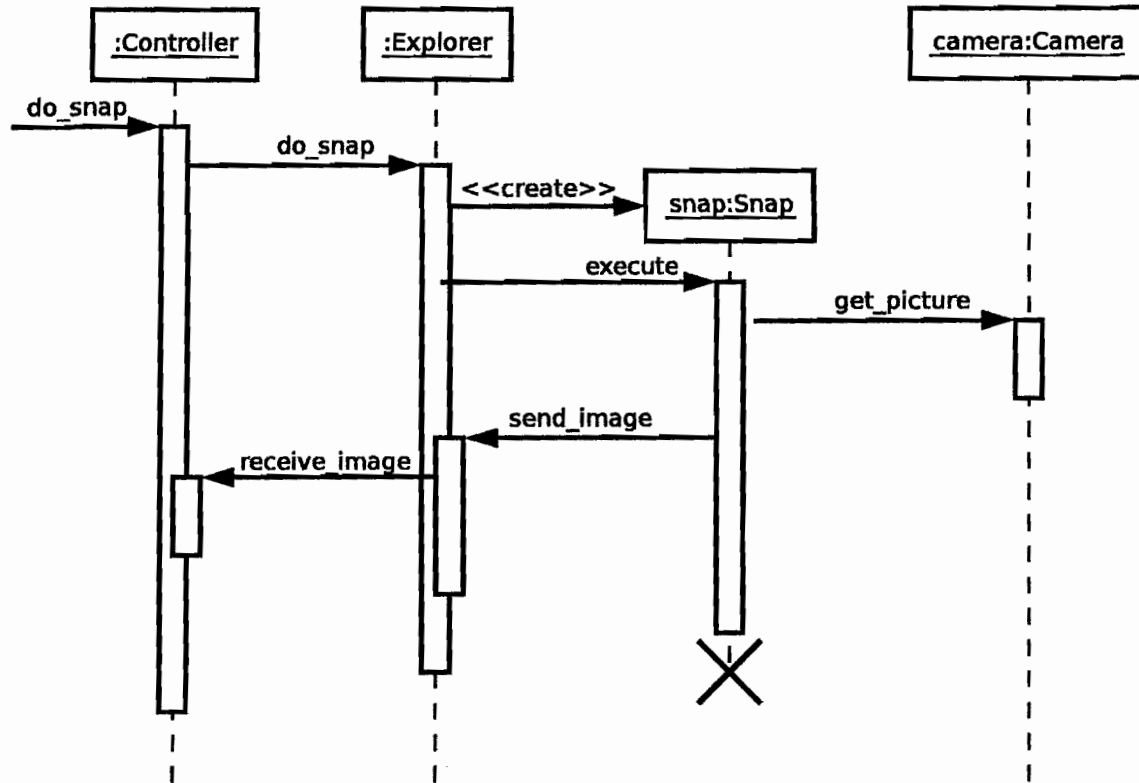 :Controller
:Explorer
camera:Camera
do_snap
do_snap
<<create>>
snap:Snap
execute
get_picture
send_image
receive_image